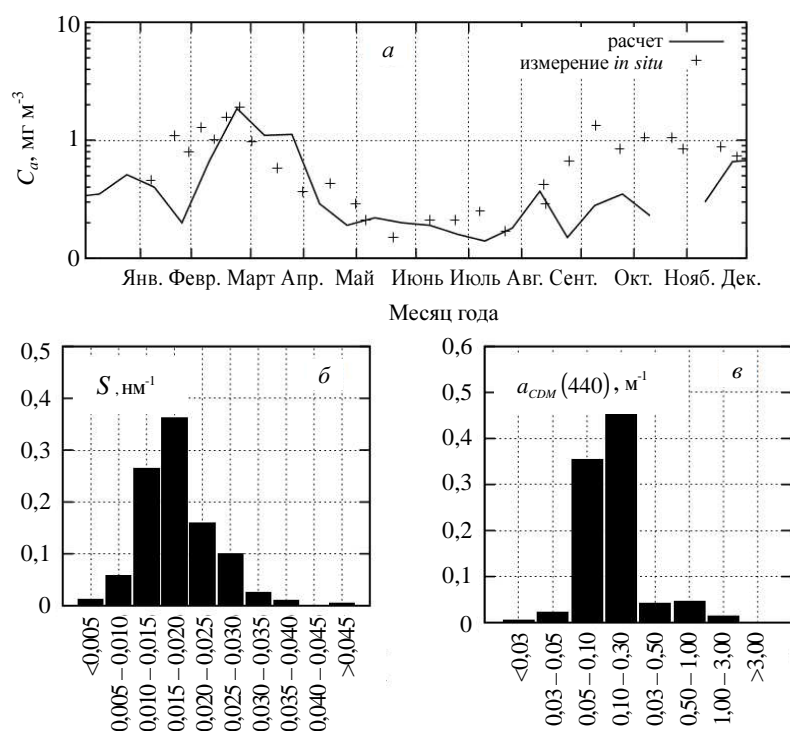 10
а
расчет
измерение in situ
1
Cₐ, мг м⁻³
0
Янв. Февр. Март Апр. Май Июнь Июль Авг. Сент. Окт. Нояб. Дек.
Месяц года
0,5
S , нм⁻¹
б
0,4
0,3
0,2
0,1
0
<0,005
0,005 – 0,010
0,010 – 0,015
0,015 – 0,020
0,020 – 0,025
0,025 – 0,030
0,030 – 0,035
0,035 – 0,040
0,040 – 0,045
>0,045
0,6
a_CDM (440) , м⁻¹
в
0,5
0,4
0,3
0,2
0,1
0
<0,03
0,03 – 0,05
0,05 – 0,10
0,10 – 0,30
0,03 – 0,50
0,50 – 1,00
1,00 – 3,00
>3,00